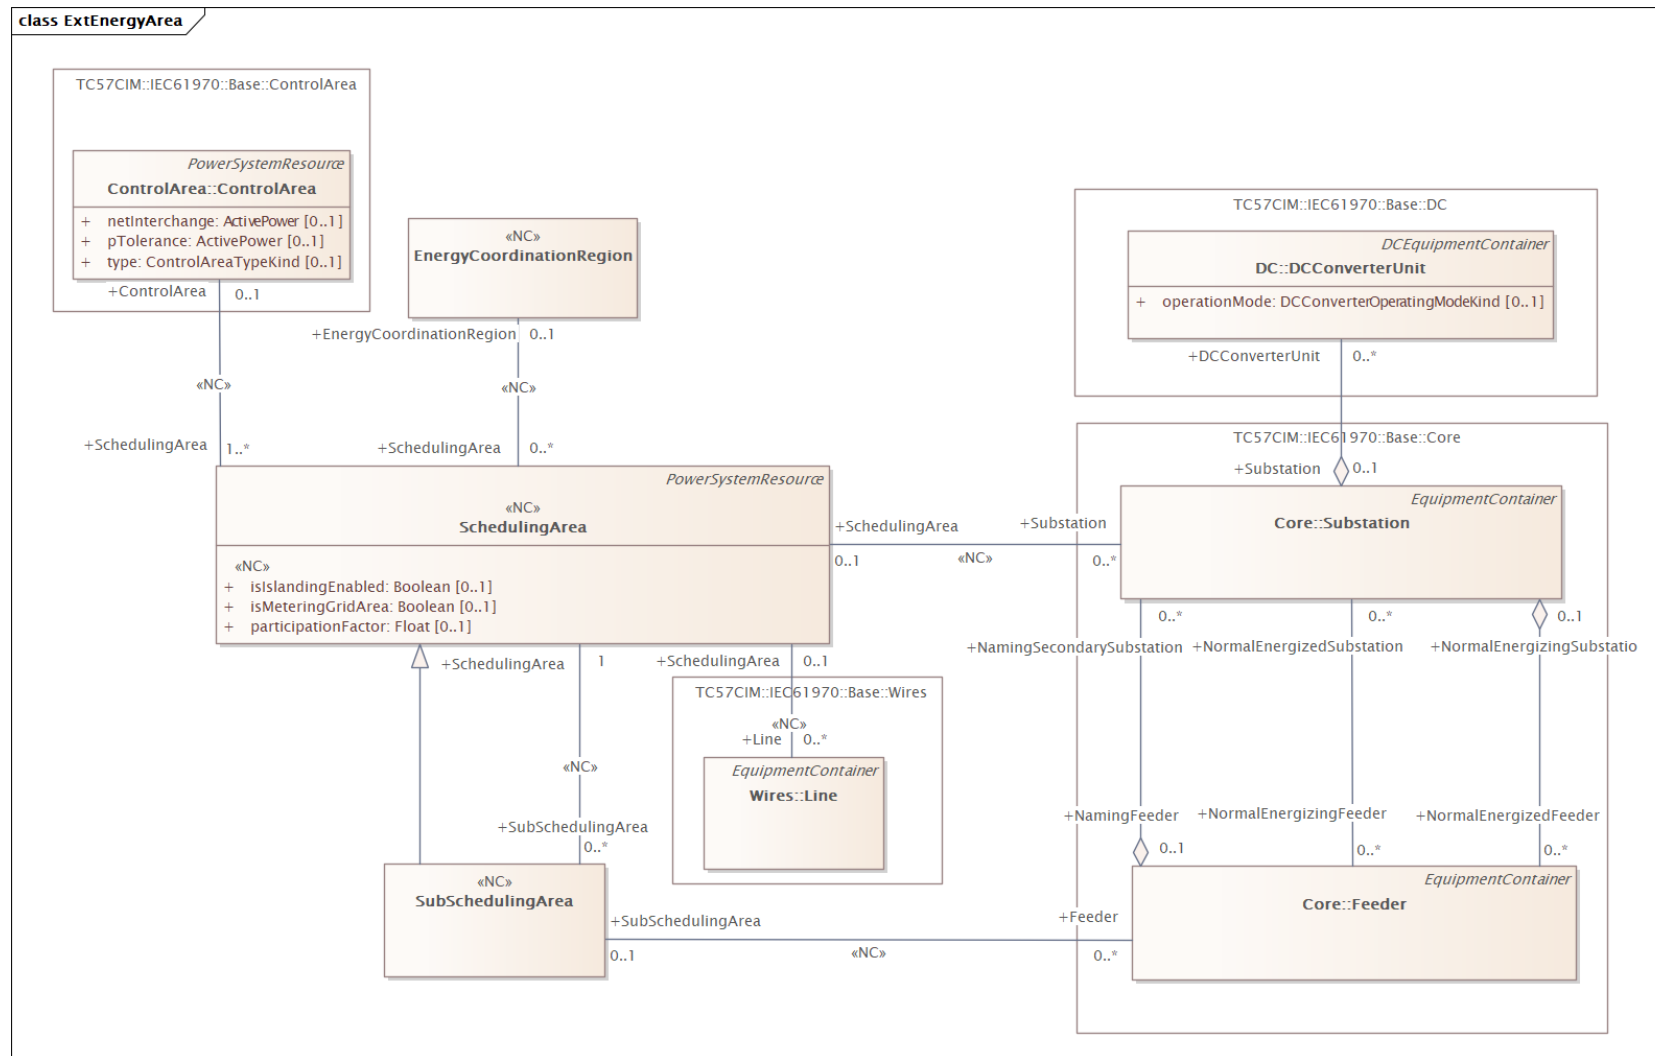 class ExtEnergyArea
TC57CIM::IEC61970::Base::ControlArea
PowerSystemResource
ControlArea::ControlArea
+ netInterchange: ActivePower [0..1]
+ pTolerance: ActivePower [0..1]
+ type: ControlAreaTypeKind [0..1]
+ControlArea 0..1
«NC»
+SchedulingArea 1..*
«NC»
EnergyCoordinationRegion
+EnergyCoordinationRegion 0..1
«NC»
+SchedulingArea 0..*
TC57CIM::IEC61970::Base::DC
DCEquipmentContainer
DC::DCConverterUnit
+ operationMode: DCConverterOperatingModeKind [0..1]
+DCConverterUnit 0..*
TC57CIM::IEC61970::Base::Core
+Substation 0..1
EquipmentContainer
Core::Substation
PowerSystemResource
«NC»
SchedulingArea
«NC»
+ isIslandingEnabled: Boolean [0..1]
+ isMeteringGridArea: Boolean [0..1]
+ participationFactor: Float [0..1]
+SchedulingArea
0..1
«NC»
+Substation
0..*
+SchedulingArea 1
+SchedulingArea 0..1
TC57CIM::IEC61970::Base::Wires
«NC»
+Line 0..*
EquipmentContainer
Wires::Line
«NC»
+SubSchedulingArea
0..*
«NC»
SubSchedulingArea
+SubSchedulingArea
0..1
«NC»
+Feeder
0..*
0..*
+NamingSecondarySubstation
0..*
+NormalEnergizedSubstation
0..1
+NormalEnergizingSubstatio
+NamingFeeder
0..1
+NormalEnergizingFeeder
0..*
+NormalEnergizedFeeder
0..*
EquipmentContainer
Core::Feeder